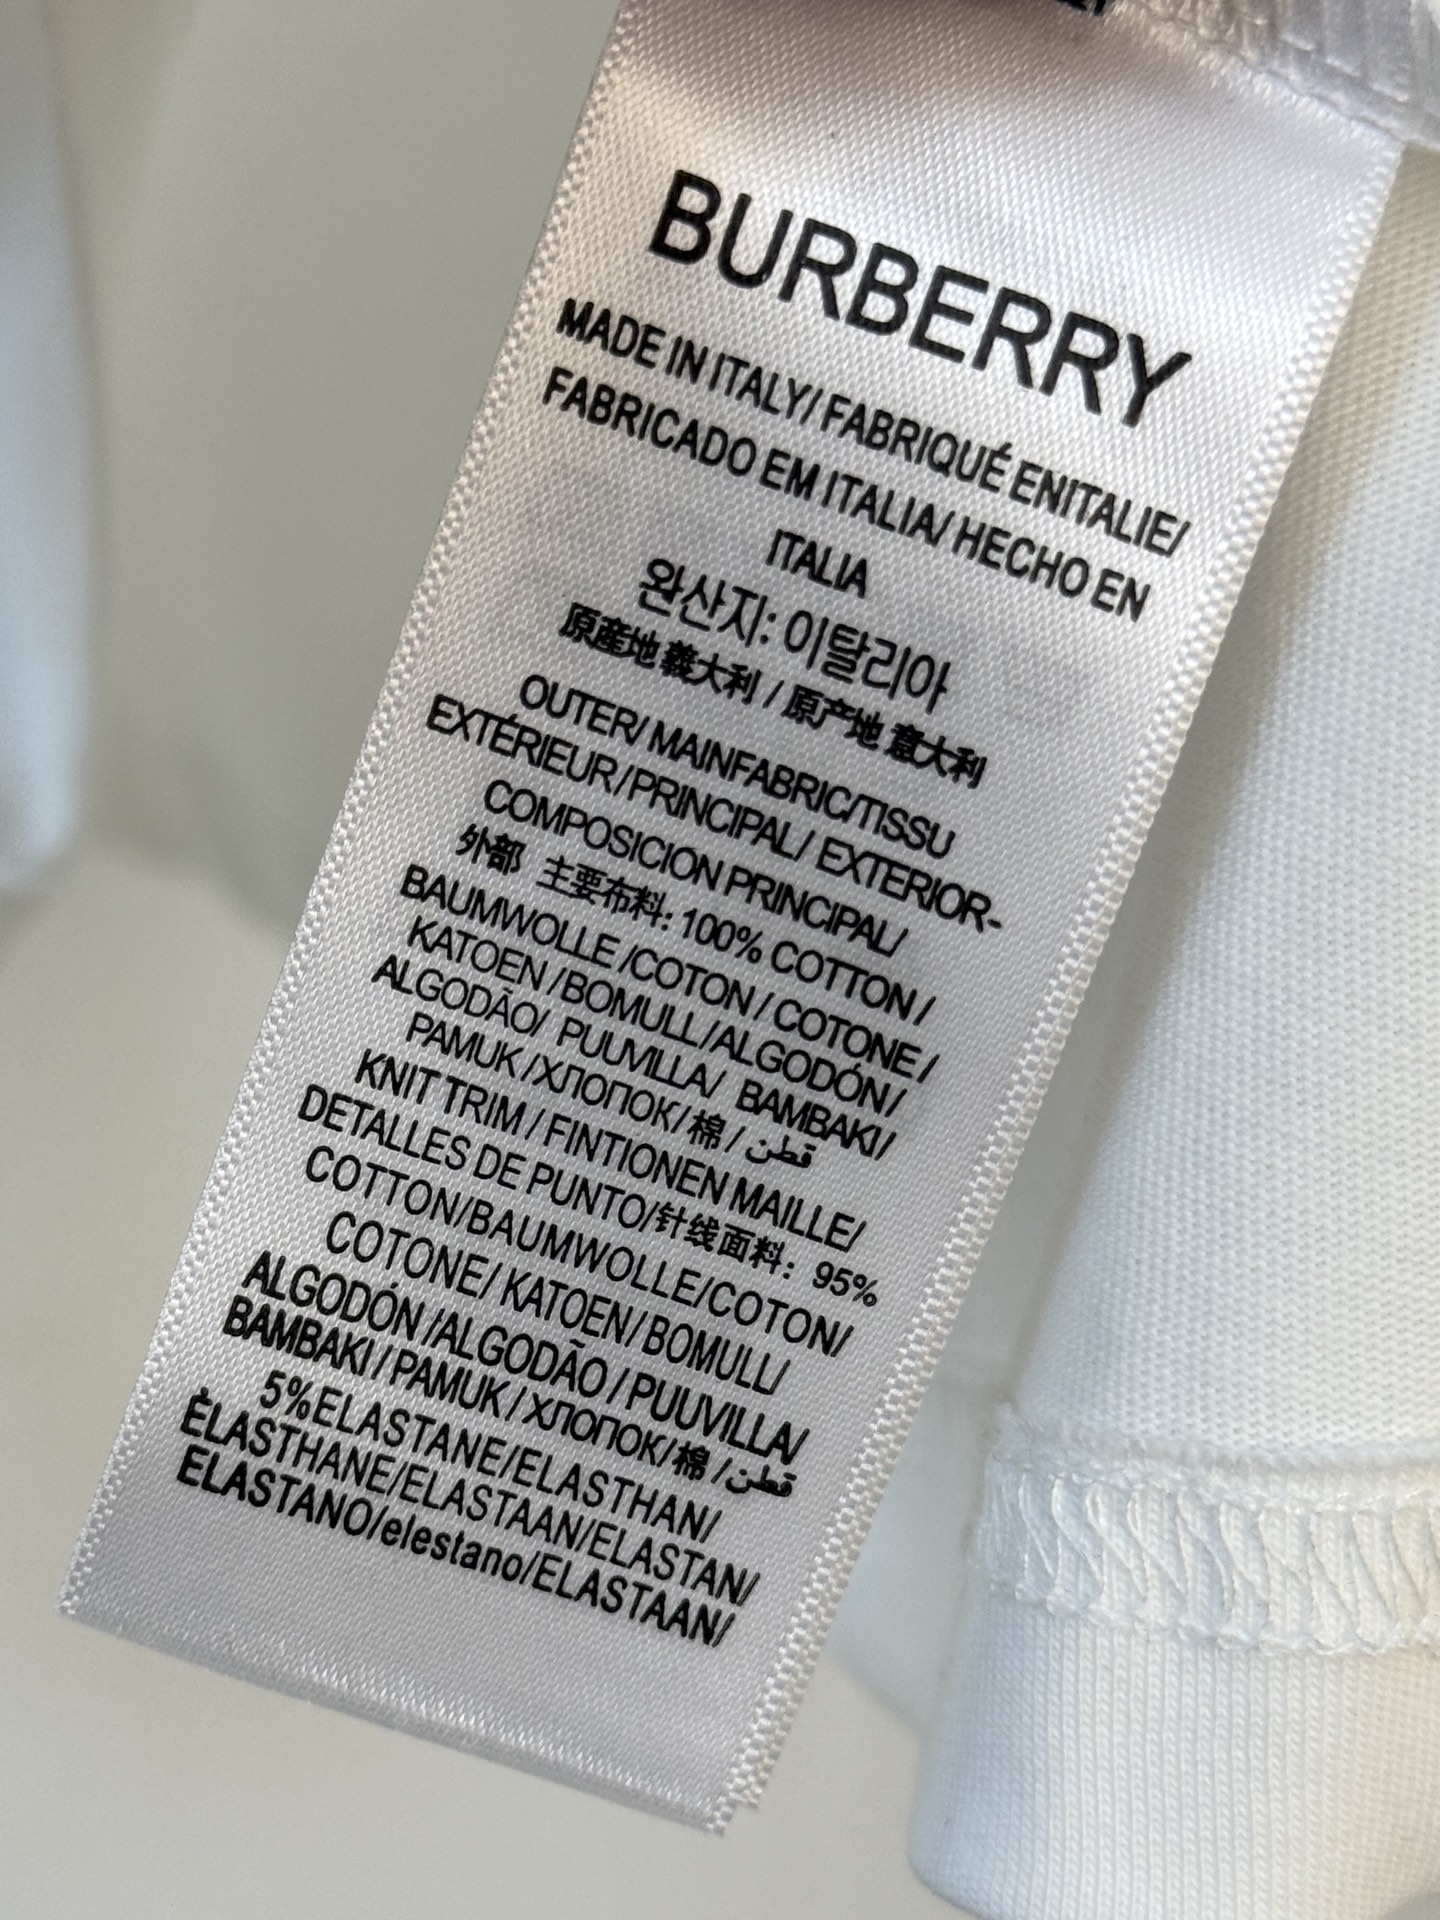 BURBERRY
MADE IN ITALY/ FABRIQUÉ ENITALIE/
FABRICADO EM ITALIA/ HECHO EN
ITALIA
완산지: 이탈리아
原産地 義大利 / 原产地 意大利
OUTER/ MAINFABRIC/TISSU
EXTÉRIEUR/PRINCIPAL/ EXTERIOR-
COMPOSICION PRINCIPAL/
外部 主要布料: 100% COTTON /
BAUMWOLLE /COTON / COTONE /
KATOEN /BOMULL/ALGODÓN/
ALGODÃO/ PUUVILLA/ BAMBAKI/
PAMUK /ХЛОПОК/ 棉 / قطن
KNIT TRIM / FINTIONEN MAILLE/
DETALLES DE PUNTO/针线面料: 95%
COTTON/BAUMWOLLE/COTON/
COTONE/ KATOEN/ BOMULL/
ALGODÓN /ALGODÃO / PUUVILLA/
BAMBAKI / PAMUK / ХЛОПОК/ 棉 / قطن
5%ELASTANE/ELASTHAN/
ÉLASTHANE/ELASTAAN/ELASTAN/
ELASTANO/elestano/ELASTAAN/